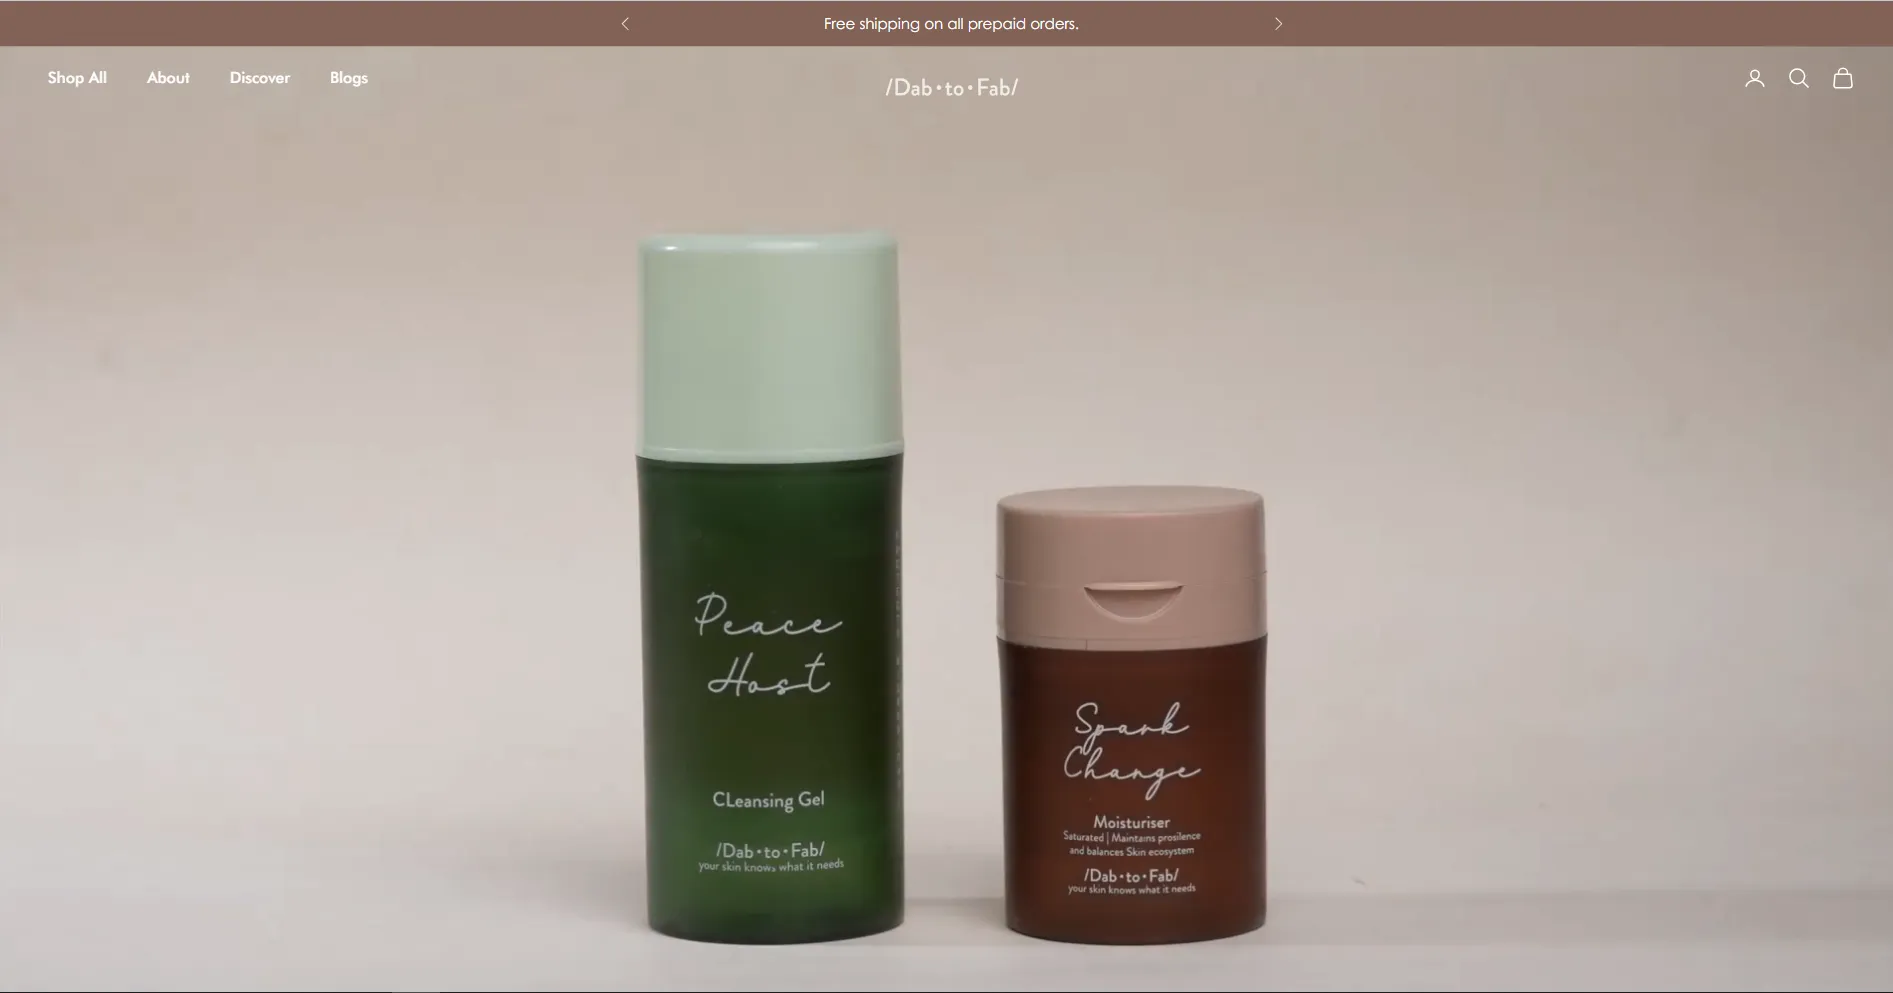 Free shipping on all prepaid orders.
Shop All
About
Discover
Blogs
/Dab•to•Fab/
Peace
Host
CLeansing Gel
/Dab•to•Fab/
your skin knows what it needs
Spark
Change
Moisturiser
Saturated | Maintains prosilence
and balances Skin ecosystem
/Dab•to•Fab/
your skin knows what it needs